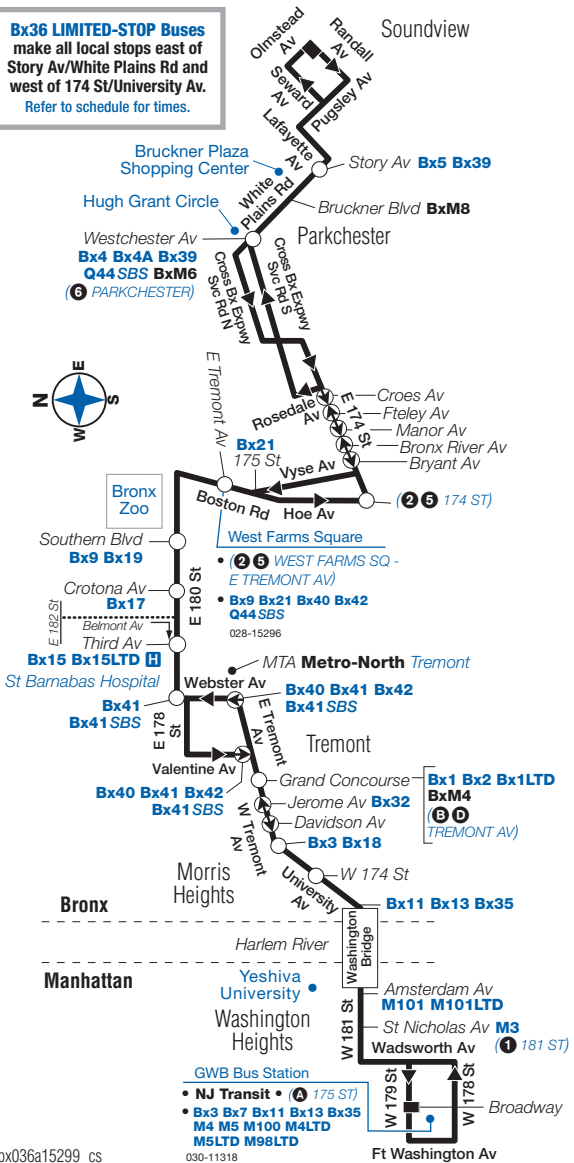 Bx36 LIMITED-STOP Buses
make all local stops east of
Story Av/White Plains Rd and
west of 174 St/University Av.
Refer to schedule for times.
Soundview
Olmstead
Av
Randall
Av
Seward
Av
Pugsley Av
Lafayette
Av
Bruckner Plaza
Shopping Center
Story Av Bx5 Bx39
White
Plains Rd
Hugh Grant Circle
Bruckner Blvd BxM8
Westchester Av
Parkchester
Bx4 Bx4A Bx39
Q44 SBS BxM6
(6 PARKCHESTER)
Cross Bx Expwy
Svc Rd N
Cross Bx Expwy
Svc Rd S
N
E
S
W
E Tremont Av
Rosedale
Av
E 174 St
Croes Av
Fteley Av
Manor Av
Bronx River Av
Bryant Av
Bx21
175 St
Vyse Av
Bronx
Zoo
Boston Rd
Hoe Av
(2 5 174 ST)
West Farms Square
• (2 5 WEST FARMS SQ -
E TREMONT AV)
• Bx9 Bx21 Bx40 Bx42
Q44 SBS
028-15296
Southern Blvd
Bx9 Bx19
Crotona Av
Bx17
E 180 St
E 182 St
Belmont Av
Third Av
Bx15 Bx15LTD H
St Barnabas Hospital
MTA Metro-North Tremont
Webster Av
Bx41
Bx41 SBS
Bx40 Bx41 Bx42
Bx41 SBS
E 178
St
E Tremont
Av
Tremont
Valentine Av
Bx40 Bx41 Bx42
Bx41 SBS
Grand Concourse
Bx1 Bx2 Bx1LTD
BxM4
(B D
TREMONT AV)
Jerome Av Bx32
Davidson Av
W Tremont
Av
Bx3 Bx18
Morris
Heights
University
Av
W 174 St
Bronx
Bx11 Bx13 Bx35
Harlem River
Washington
Bridge
Manhattan
Yeshiva
University
Amsterdam Av
M101 M101LTD
Washington
Heights
W 181 St
St Nicholas Av M3
(1 181 ST)
Wadsworth Av
GWB Bus Station
• NJ Transit • (A 175 ST)
• Bx3 Bx7 Bx11 Bx13 Bx35
M4 M5 M100 M4LTD
M5LTD M98LTD
030-11318
W 179 St
W 178 St
Broadway
Ft Washington Av
bx036a15299 cs